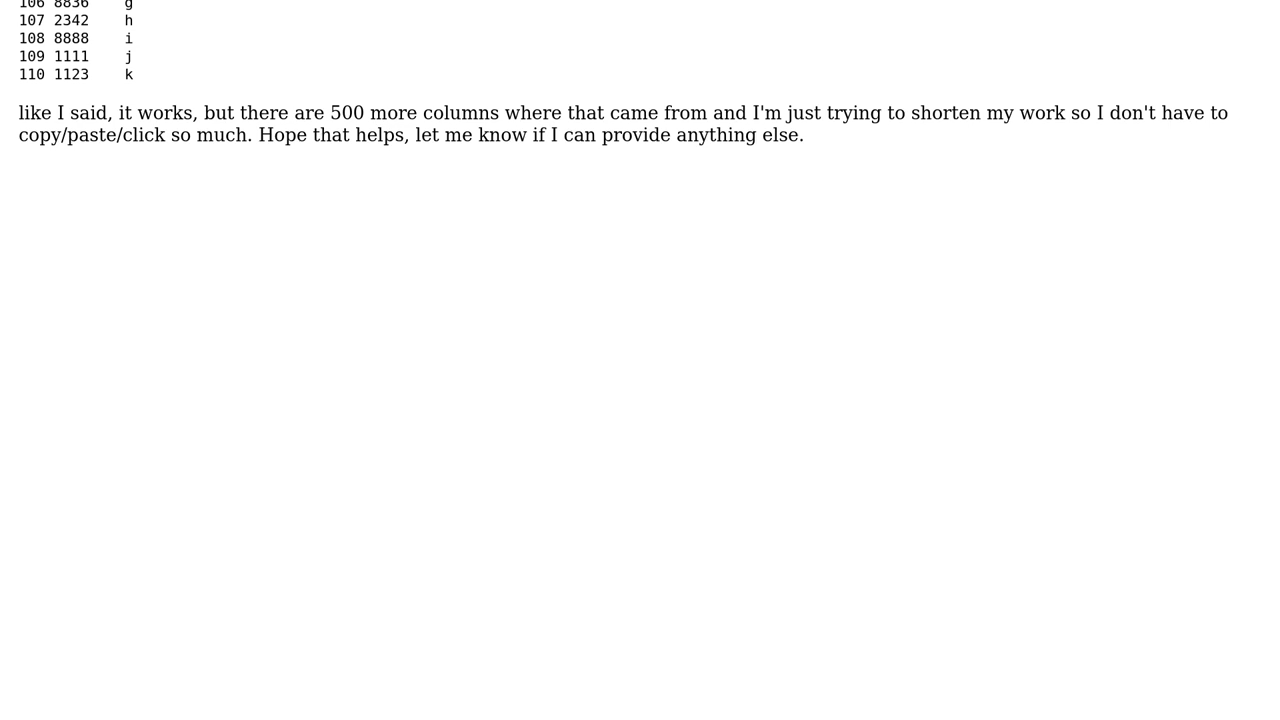 106 8836 g
107 2342 h
108 8888 i
109 1111 j
110 1123 k
like I said, it works, but there are 500 more columns where that came from and I'm just trying to shorten my work so I don't have to
copy/paste/click so much. Hope that helps, let me know if I can provide anything else.